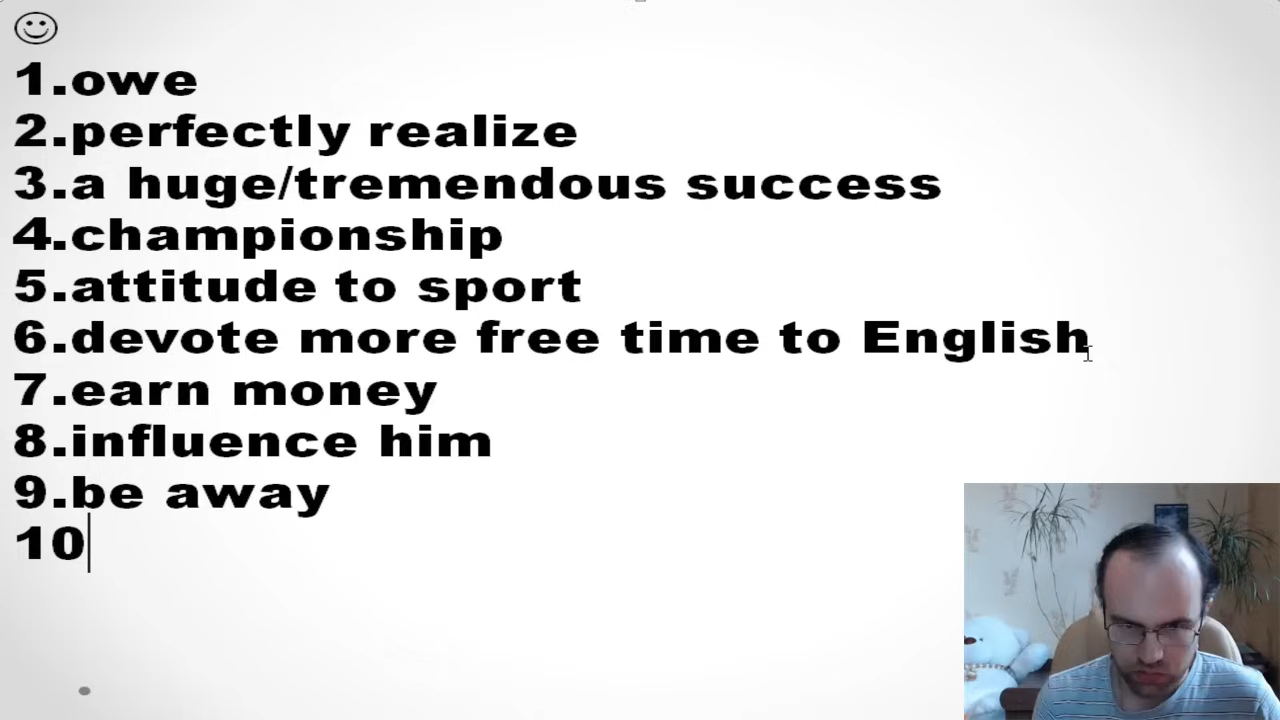 1.owe
2.perfectly realize
3.a huge/tremendous success
4.championship
5.attitude to sport
6.devote more free time to English
7.earn money
8.influence him
9.be away
10